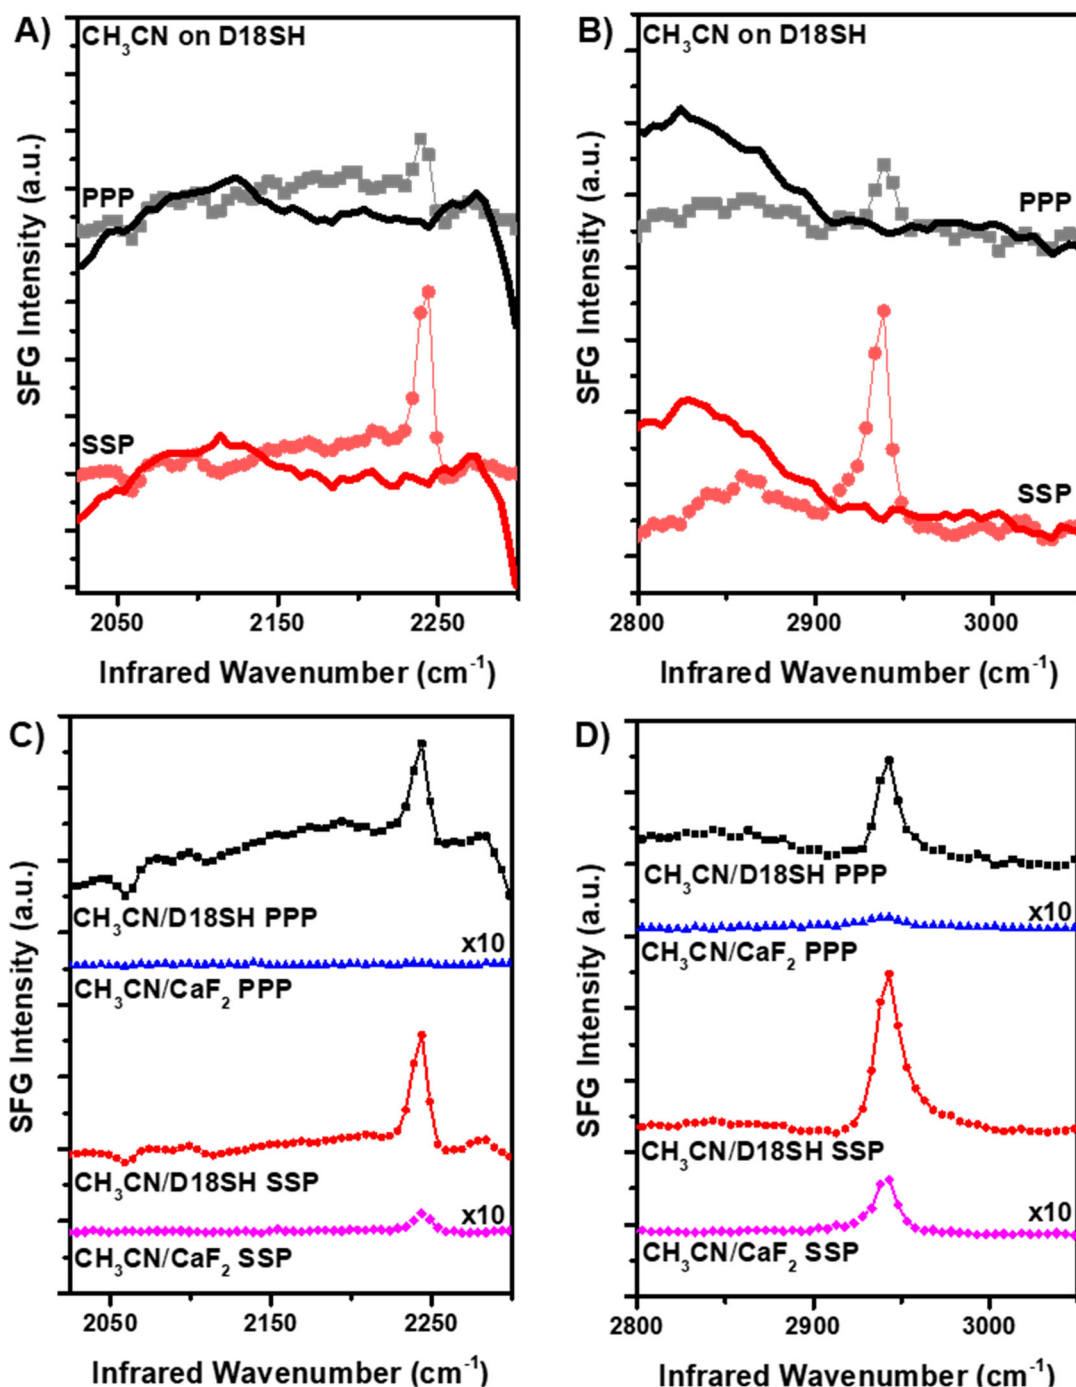 A)
CH₃CN on D18SH
PPP
SSP
SFG Intensity (a.u.)
2050 2150 2250
Infrared Wavenumber (cm⁻¹)
B)
CH₃CN on D18SH
PPP
SSP
SFG Intensity (a.u.)
2800 2900 3000
Infrared Wavenumber (cm⁻¹)
C)
CH₃CN/D18SH PPP
x10
CH₃CN/CaF₂ PPP
CH₃CN/D18SH SSP
x10
CH₃CN/CaF₂ SSP
SFG Intensity (a.u.)
2050 2150 2250
Infrared Wavenumber (cm⁻¹)
D)
CH₃CN/D18SH PPP
x10
CH₃CN/CaF₂ PPP
CH₃CN/D18SH SSP
x10
CH₃CN/CaF₂ SSP
SFG Intensity (a.u.)
2800 2900 3000
Infrared Wavenumber (cm⁻¹)